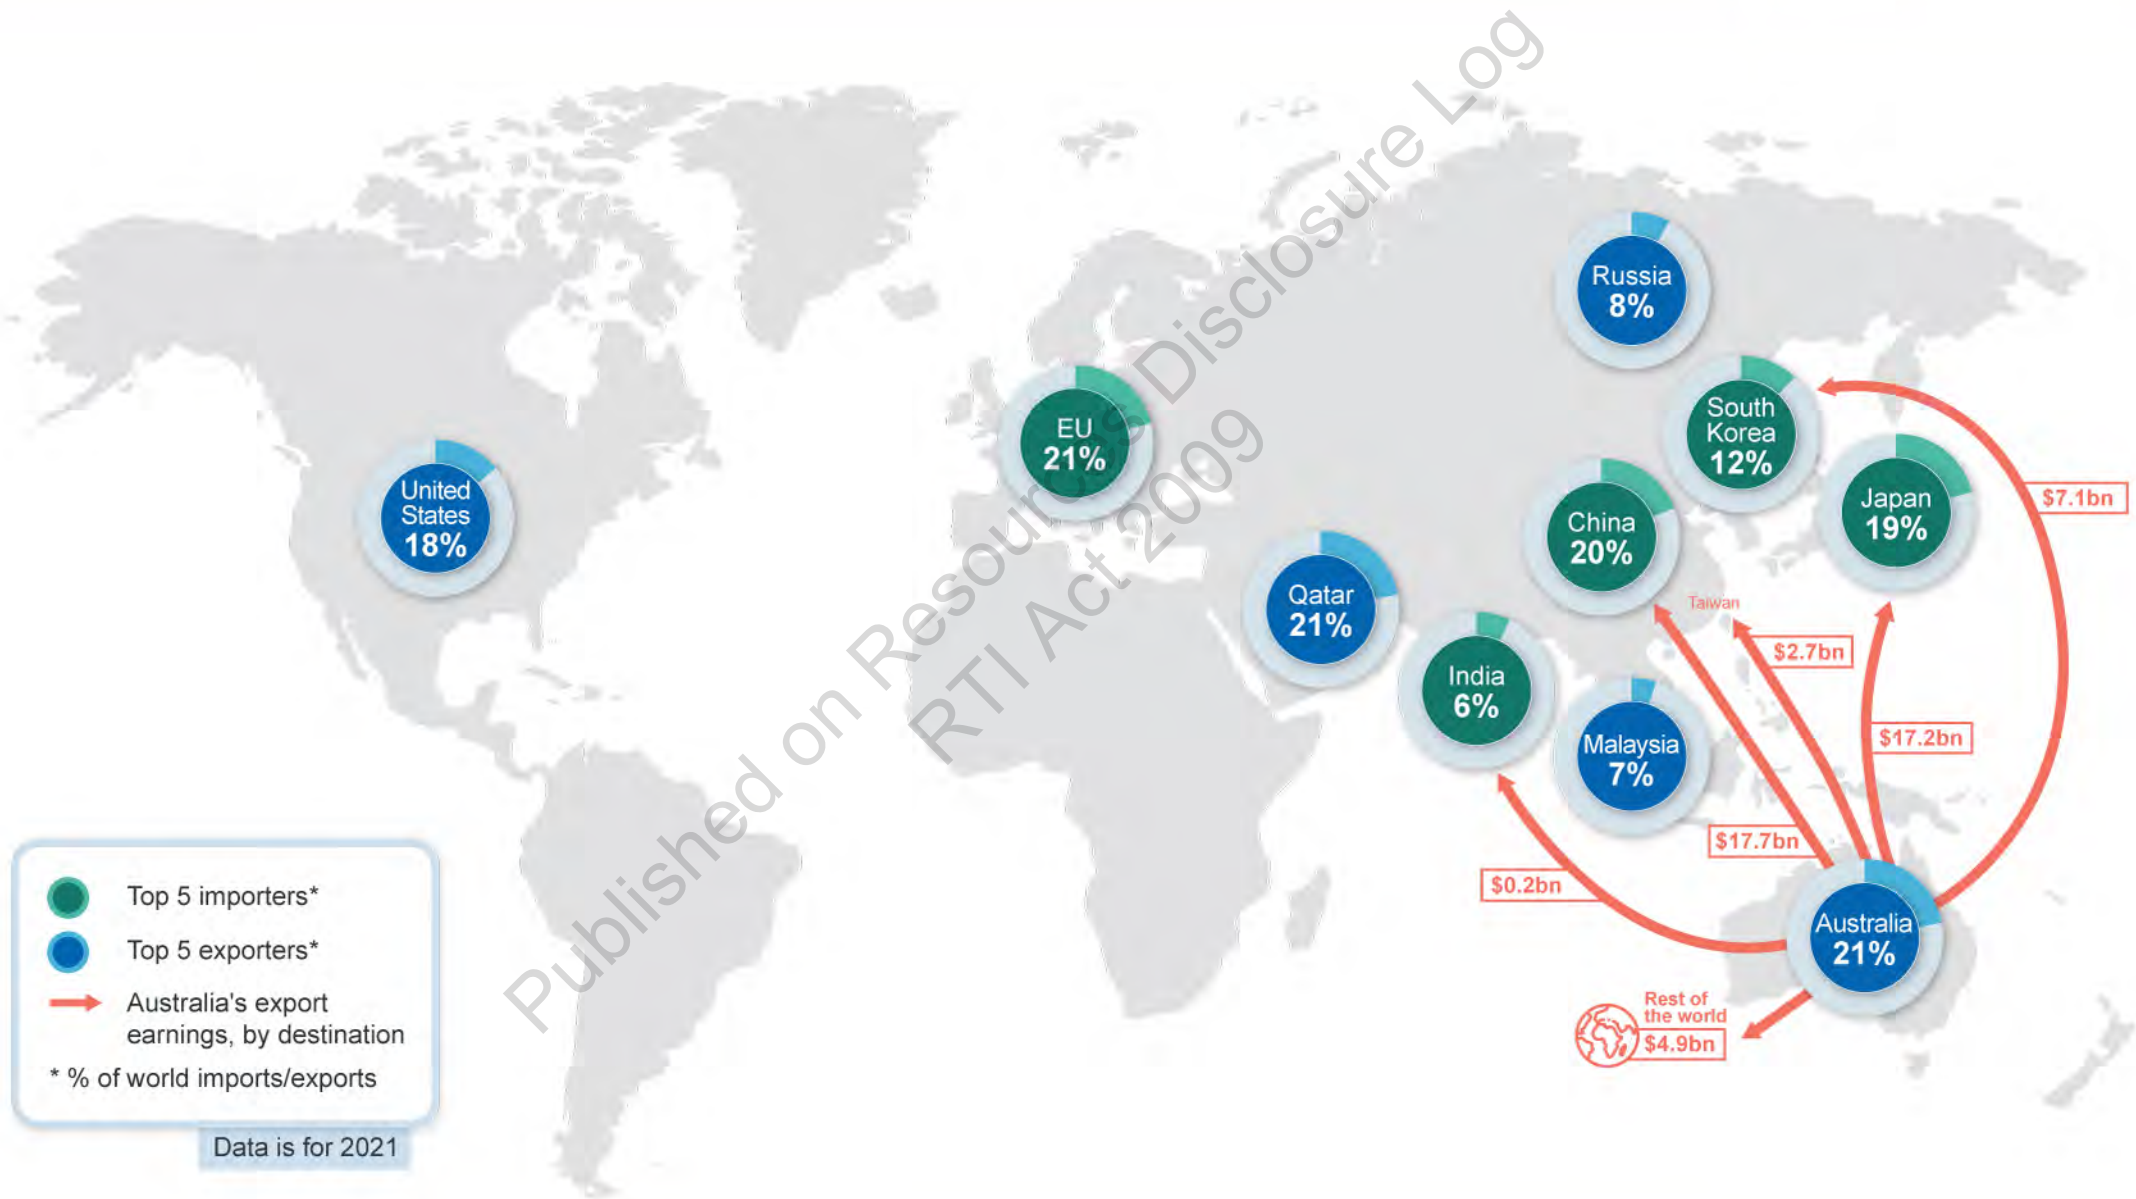 Published on Resources Disclosure Log
RTI Act 2009
Russia
8%
South
Korea
12%
EU
21%
United
States
18%
Japan
19%
$7.1bn
China
20%
Qatar
21%
Taiwan
$2.7bn
India
6%
Malaysia
7%
$17.2bn
$17.7bn
$0.2bn
Australia
21%
Rest of
the world
$4.9bn
Top 5 importers*
Top 5 exporters*
Australia's export
earnings, by destination
* % of world imports/exports
Data is for 2021